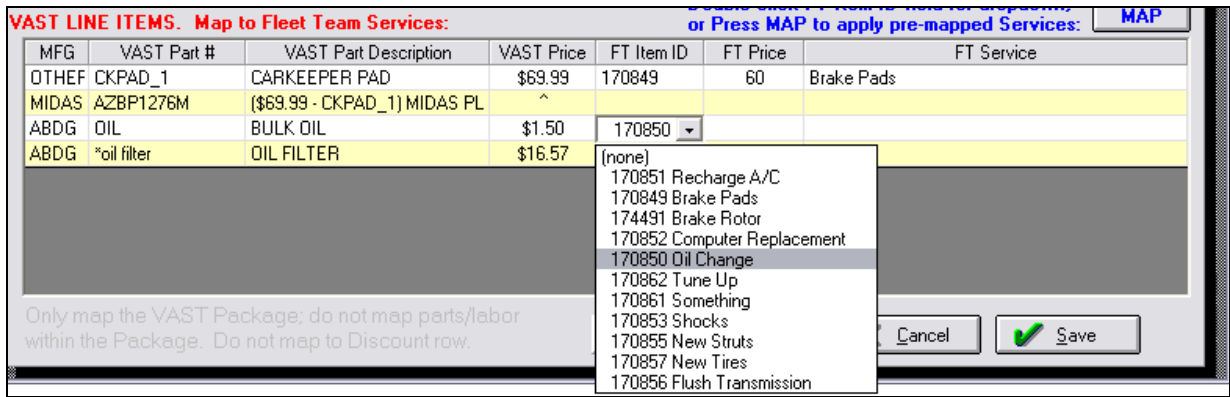 VAST LINE ITEMS. Map to Fleet Team Services:
or Press MAP to apply pre-mapped Services:
MAP
MFG VAST Part # VAST Part Description VAST Price FT Item ID FT Price FT Service
OTHEF CKPAD_1 CARKEEPER PAD $69.99 170849 60 Brake Pads
MIDAS AZBP1276M ($69.99 - CKPAD_1) MIDAS PL ^
ABDG OIL BULK OIL $1.50 170850
ABDG *oil filter OIL FILTER $16.57
(none)
170851 Recharge A/C
170849 Brake Pads
174491 Brake Rotor
170852 Computer Replacement
170850 Oil Change
170862 Tune Up
170861 Something
170853 Shocks
170855 New Struts
170857 New Tires
170856 Flush Transmission
Only map the VAST Package; do not map parts/labor
within the Package. Do not map to Discount row.
Cancel
Save